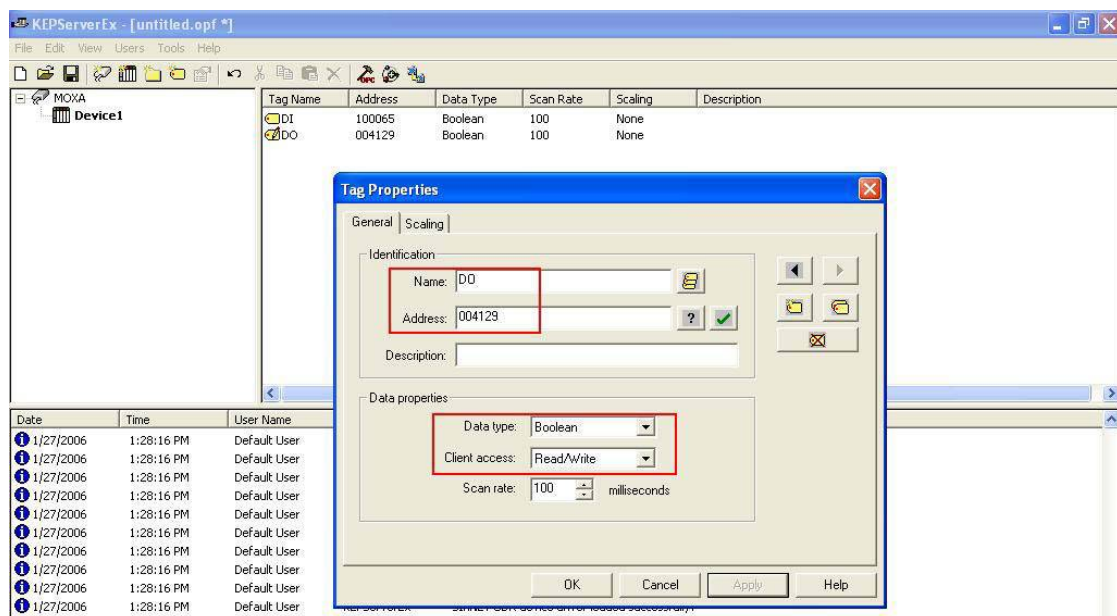 KEPServerEx - [untitled.opf *]
File Edit View Users Tools Help
MOXA
Device1
Tag Name Address Data Type Scan Rate Scaling Description
DI 100065 Boolean 100 None
DO 004129 Boolean 100 None
Tag Properties
General Scaling
Identification
Name: DO
Address: 004129
Description:
Data properties
Data type: Boolean
Client access: Read/Write
Scan rate: 100 milliseconds
OK Cancel Apply Help
Date Time User Name
1/27/2006 1:28:16 PM Default User
1/27/2006 1:28:16 PM Default User
1/27/2006 1:28:16 PM Default User
1/27/2006 1:28:16 PM Default User
1/27/2006 1:28:16 PM Default User
1/27/2006 1:28:16 PM Default User
1/27/2006 1:28:16 PM Default User
1/27/2006 1:28:16 PM Default User
1/27/2006 1:28:16 PM Default User
1/27/2006 1:28:16 PM Default User